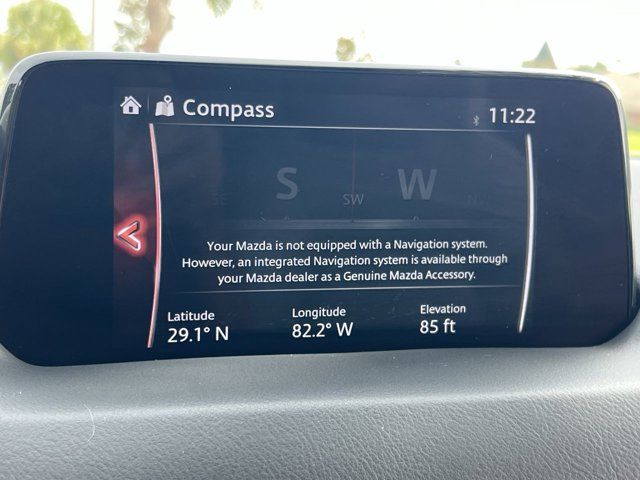 Compass
11:22
SE S SW W N
Your Mazda is not equipped with a Navigation system.
However, an integrated Navigation system is available through
your Mazda dealer as a Genuine Mazda Accessory.
Latitude Longitude Elevation
29.1° N 82.2° W 85 ft